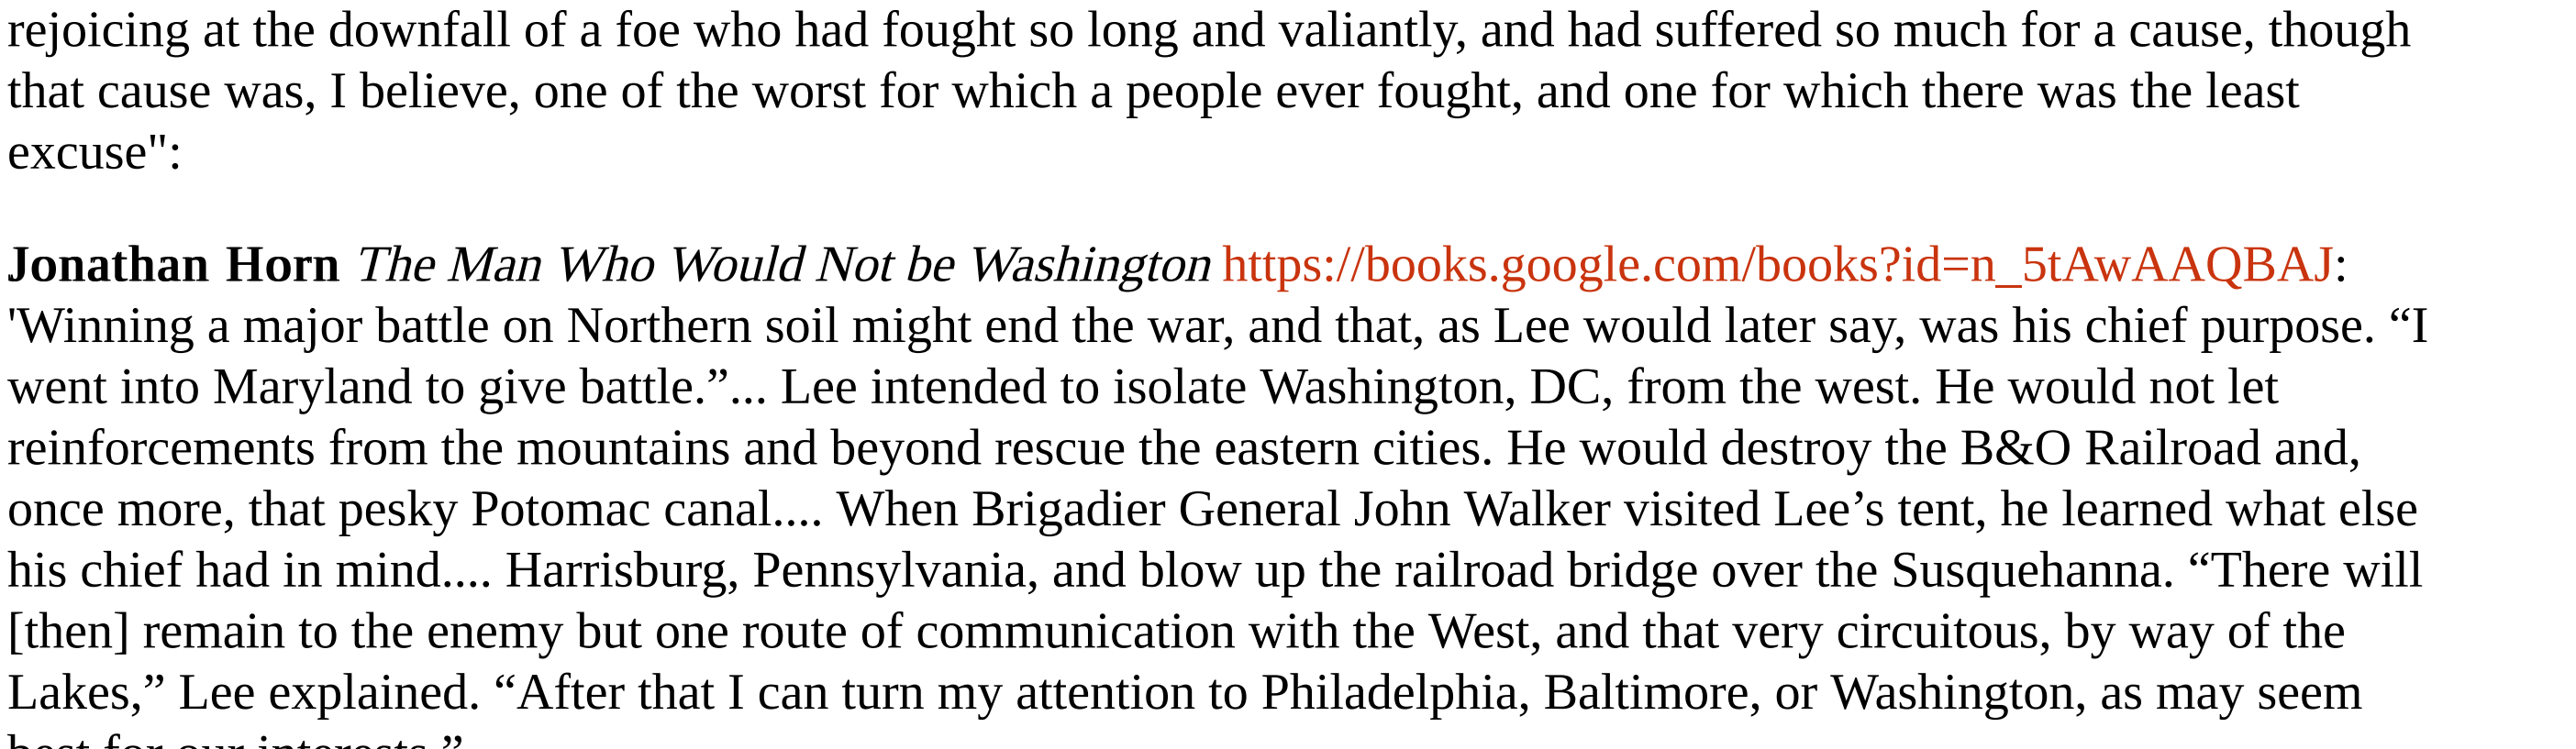 rejoicing at the downfall of a foe who had fought so long and valiantly, and had suffered so much for a cause, though
that cause was, I believe, one of the worst for which a people ever fought, and one for which there was the least
excuse":
Jonathan Horn The Man Who Would Not be Washington https://books.google.com/books?id=n_5tAwAAQBAJ:
'Winning a major battle on Northern soil might end the war, and that, as Lee would later say, was his chief purpose. “I
went into Maryland to give battle.”... Lee intended to isolate Washington, DC, from the west. He would not let
reinforcements from the mountains and beyond rescue the eastern cities. He would destroy the B&O Railroad and,
once more, that pesky Potomac canal.... When Brigadier General John Walker visited Lee’s tent, he learned what else
his chief had in mind.... Harrisburg, Pennsylvania, and blow up the railroad bridge over the Susquehanna. “There will
[then] remain to the enemy but one route of communication with the West, and that very circuitous, by way of the
Lakes,” Lee explained. “After that I can turn my attention to Philadelphia, Baltimore, or Washington, as may seem
best for our interests.”